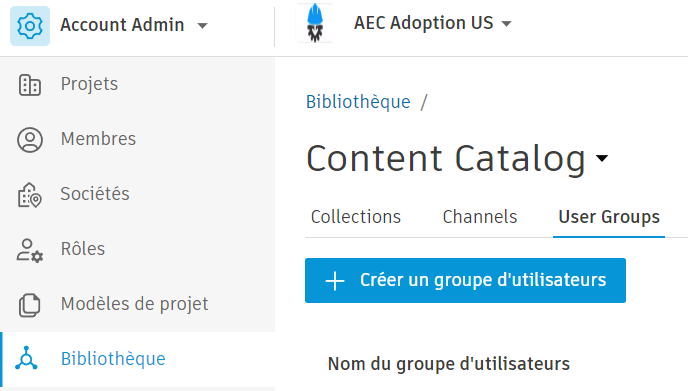 Account Admin
AEC Adoption US
Projets
Membres
Sociétés
Rôles
Modèles de projet
Bibliothèque
Bibliothèque /
Content Catalog
Collections Channels User Groups
Créer un groupe d'utilisateurs
Nom du groupe d'utilisateurs